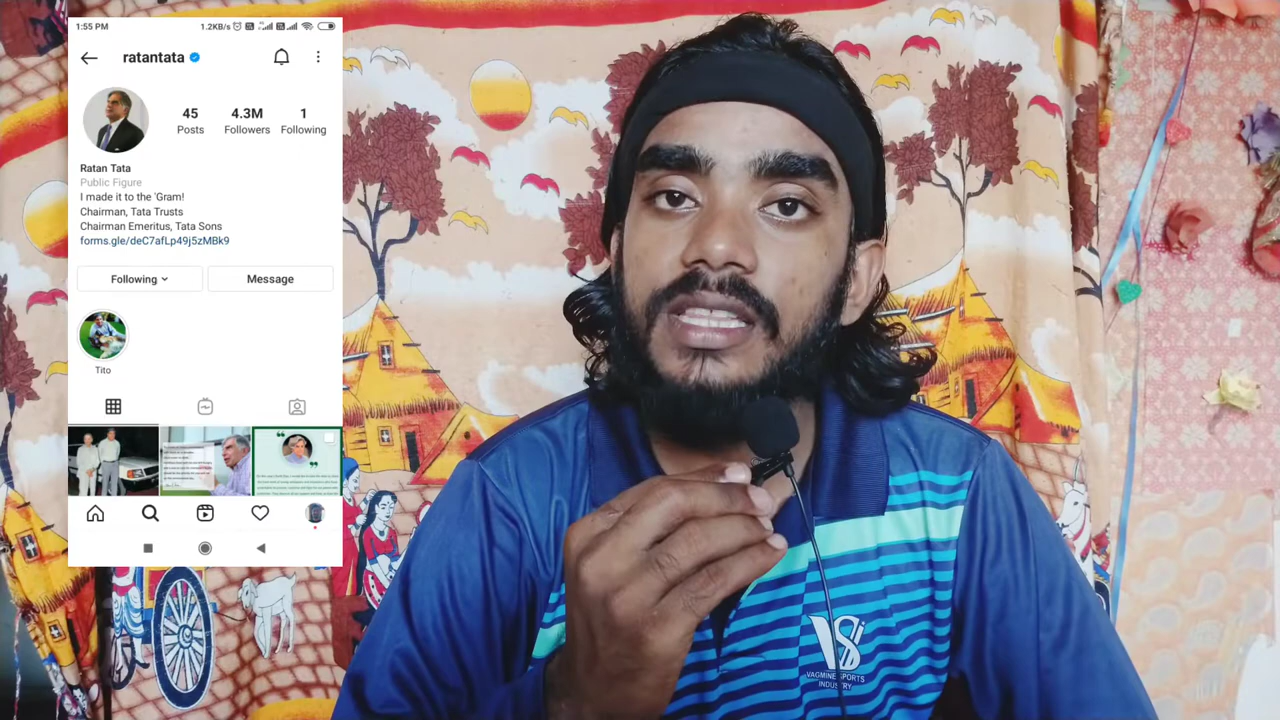 1:55 PM
1.2KB/s
ratantata
45
4.3M
1
Posts
Followers
Following
Ratan Tata
Public Figure
I made it to the 'Gram!
Chairman, Tata Trusts
Chairman Emeritus, Tata Sons
forms.gle/deC7afLp49j5zMBk9
Following
Message
Tito
VS
VAGMINE SPORTS
INDUSTRY